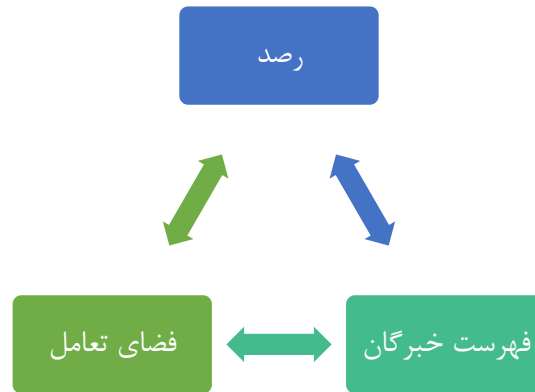 رصد
فهرست خبرگان
فضای تعامل